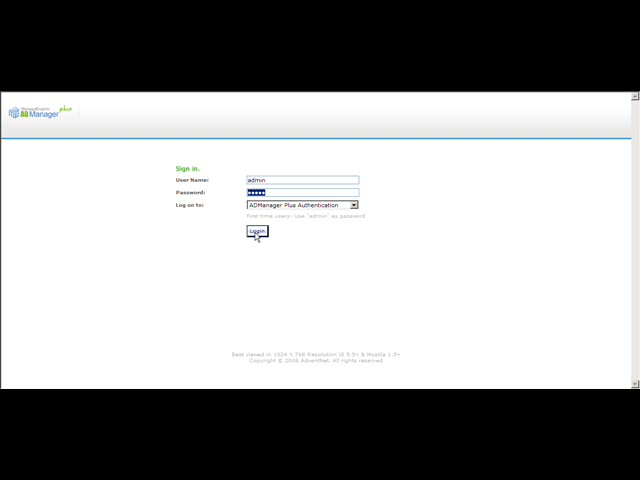 ManageEngine
ADManager plus
Sign in.
User Name: admin
Password: •••••
Log on to: ADManager Plus Authentication
First time users: Use "admin" as password
Login
Best viewed in 1024 X 768 Resolution IE 5.5+ & Mozilla 1.5+
Copyright © 2006 AdventNet. All rights reserved